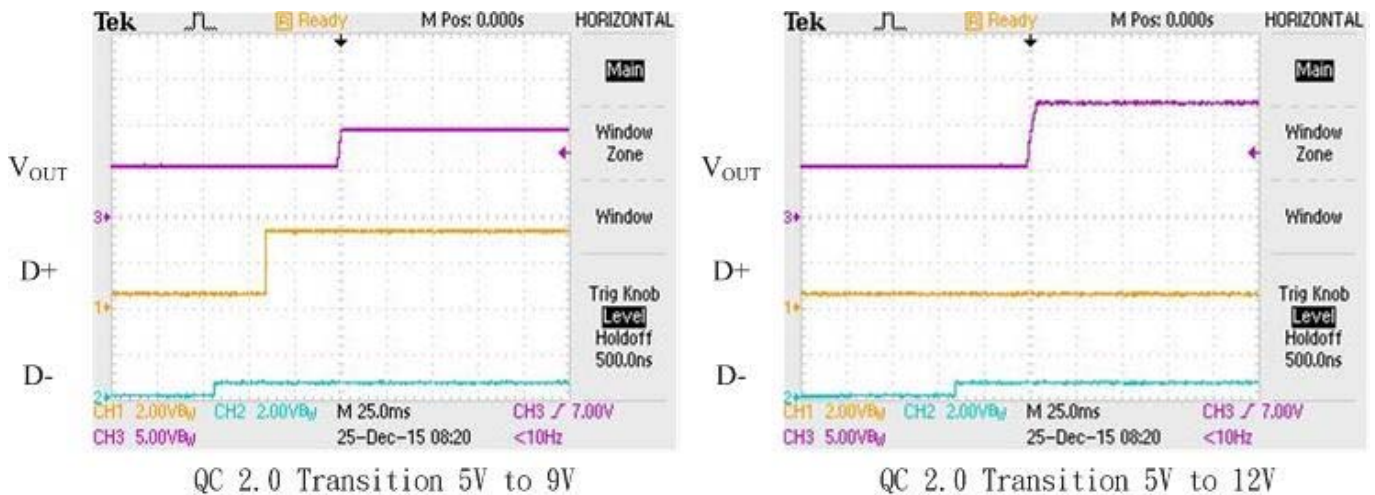 Tek Ready M Pos: 0.000s HORIZONTAL
Main
Window
Zone
Window
Trig Knob
Level
Holdoff
500.0ns
VOUT
D+
D-
3
1
2
CH1 2.00VBW CH2 2.00VBW M 25.0ms CH3 7.00V
CH3 5.00VBW 25-Dec-15 08:20 <10Hz
QC 2.0 Transition 5V to 9V
Tek R Ready M Pos: 0.000s HORIZONTAL
Main
Window
Zone
Window
Trig Knob
Level
Holdoff
500.0ns
VOUT
D+
D-
3
1
2
CH1 2.00VBW CH2 2.00VBW M 25.0ms CH3 7.00V
CH3 5.00VBW 25-Dec-15 08:20 <10Hz
QC 2.0 Transition 5V to 12V